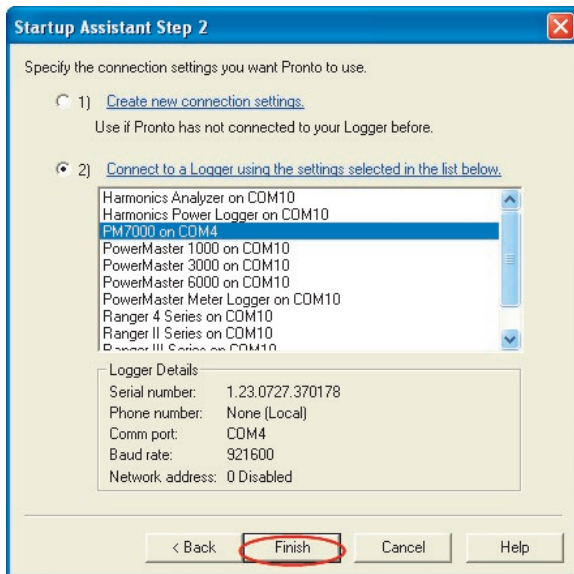 Startup Assistant Step 2
Specify the connection settings you want Pronto to use.
1) Create new connection settings.
Use if Pronto has not connected to your Logger before.
2) Connect to a Logger using the settings selected in the list below.
Harmonics Analyzer on COM10
Harmonics Power Logger on COM10
PM7000 on COM4
PowerMaster 1000 on COM10
PowerMaster 3000 on COM10
PowerMaster 6000 on COM10
PowerMaster Meter Logger on COM10
Ranger 4 Series on COM10
Ranger II Series on COM10
Ranger III Series on COM10
Logger Details
Serial number: 1.23.0727.370178
Phone number: None (Local)
Comm port: COM4
Baud rate: 921600
Network address: 0 Disabled
< Back Finish Cancel Help